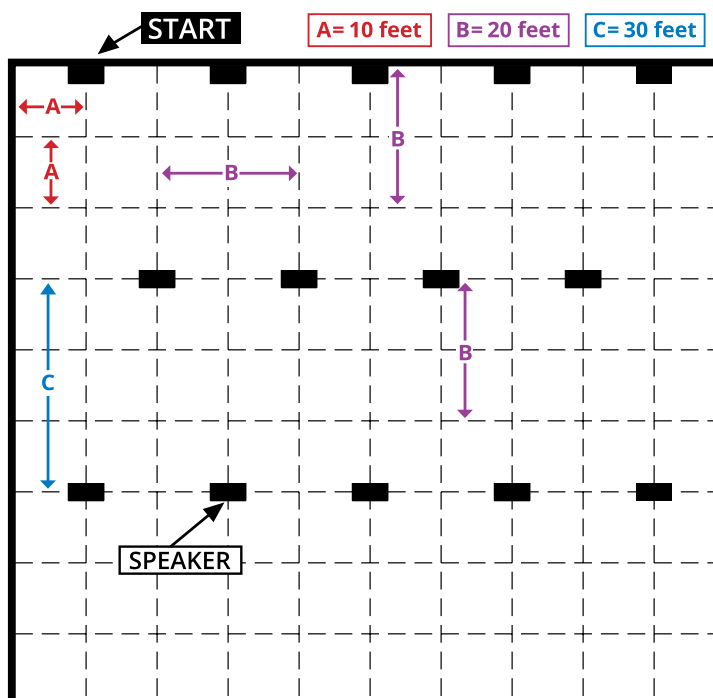 START
A= 10 feet
B= 20 feet
C= 30 feet
A
B
A
B
B
C
SPEAKER